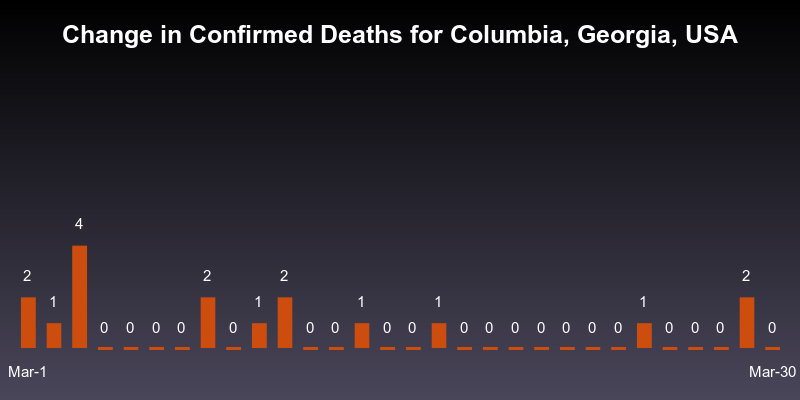 Change in Confirmed Deaths for Columbia, Georgia, USA
4
2 2 2 2
1 1 1 1 1
0 0 0 0 0 0 0 0 0 0 0 0 0 0 0 0 0 0 0 0 0
Mar-1 Mar-30